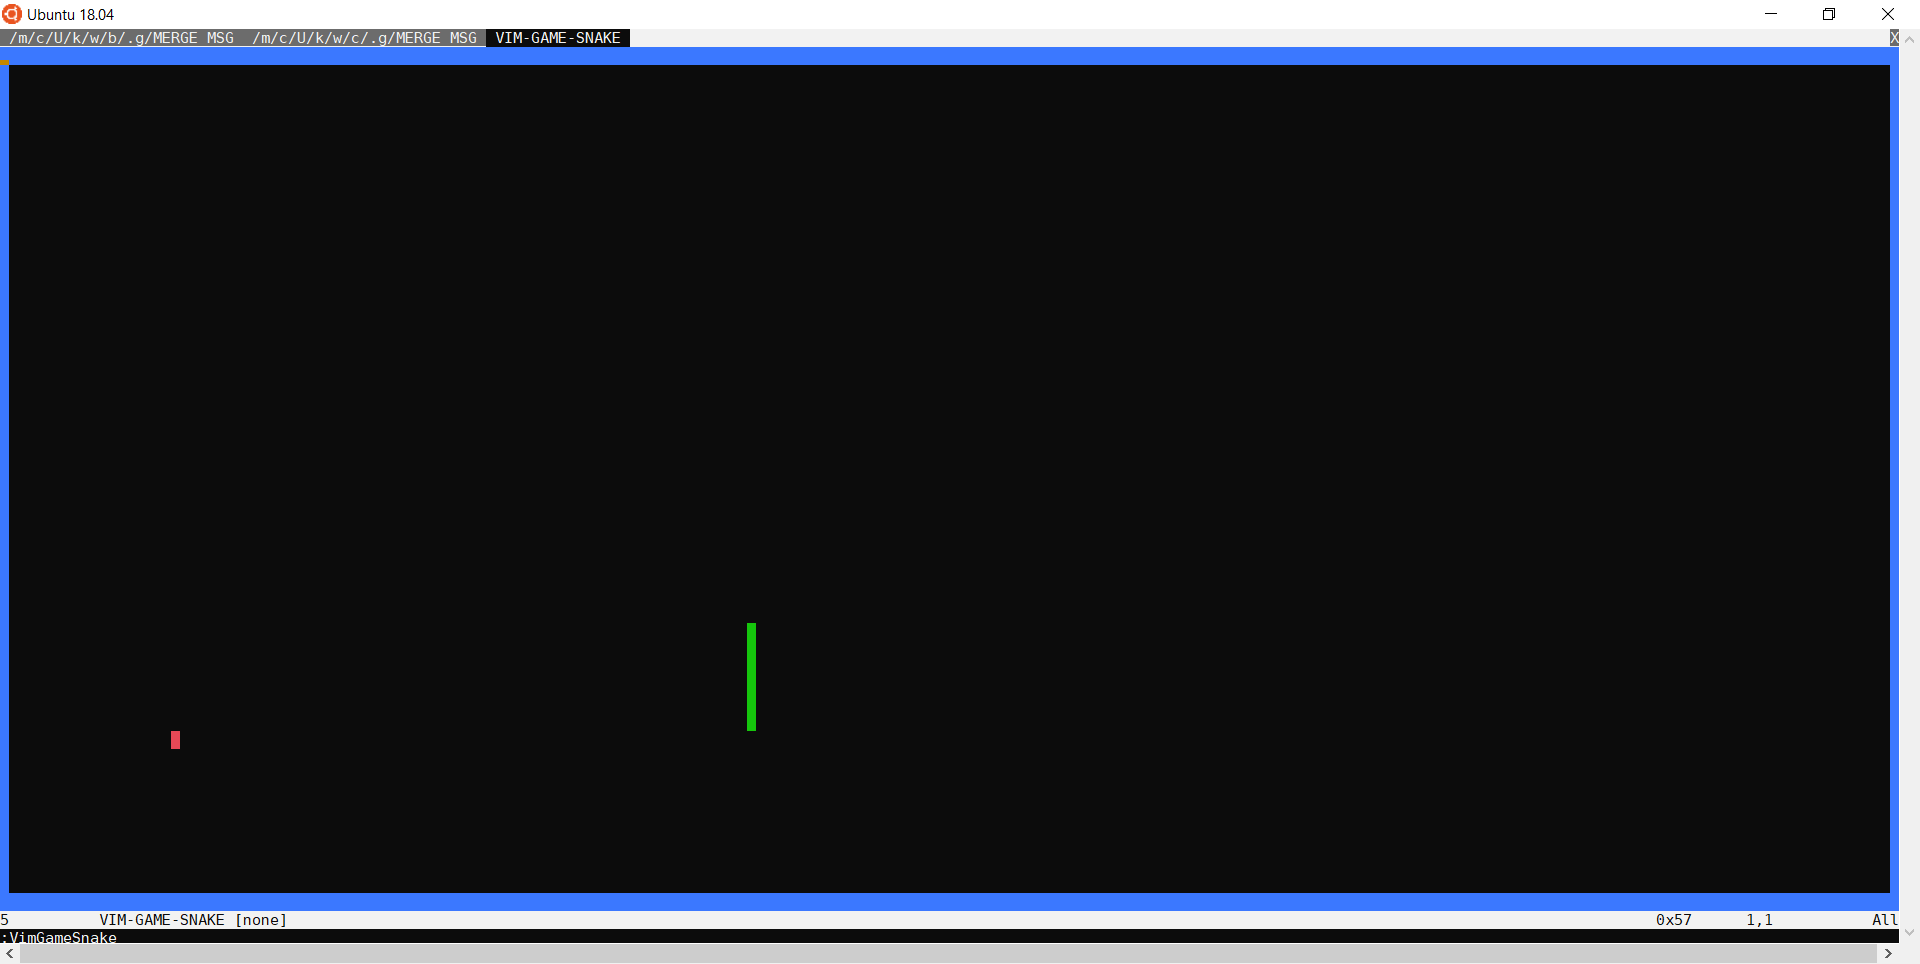 Ubuntu 18.04
/m/c/U/k/w/b/.g/MERGE_MSG /m/c/U/k/w/c/.g/MERGE_MSG VIM-GAME-SNAKE X
5 VIM-GAME-SNAKE [none] 0x57 1,1 All
:VimGameSnake